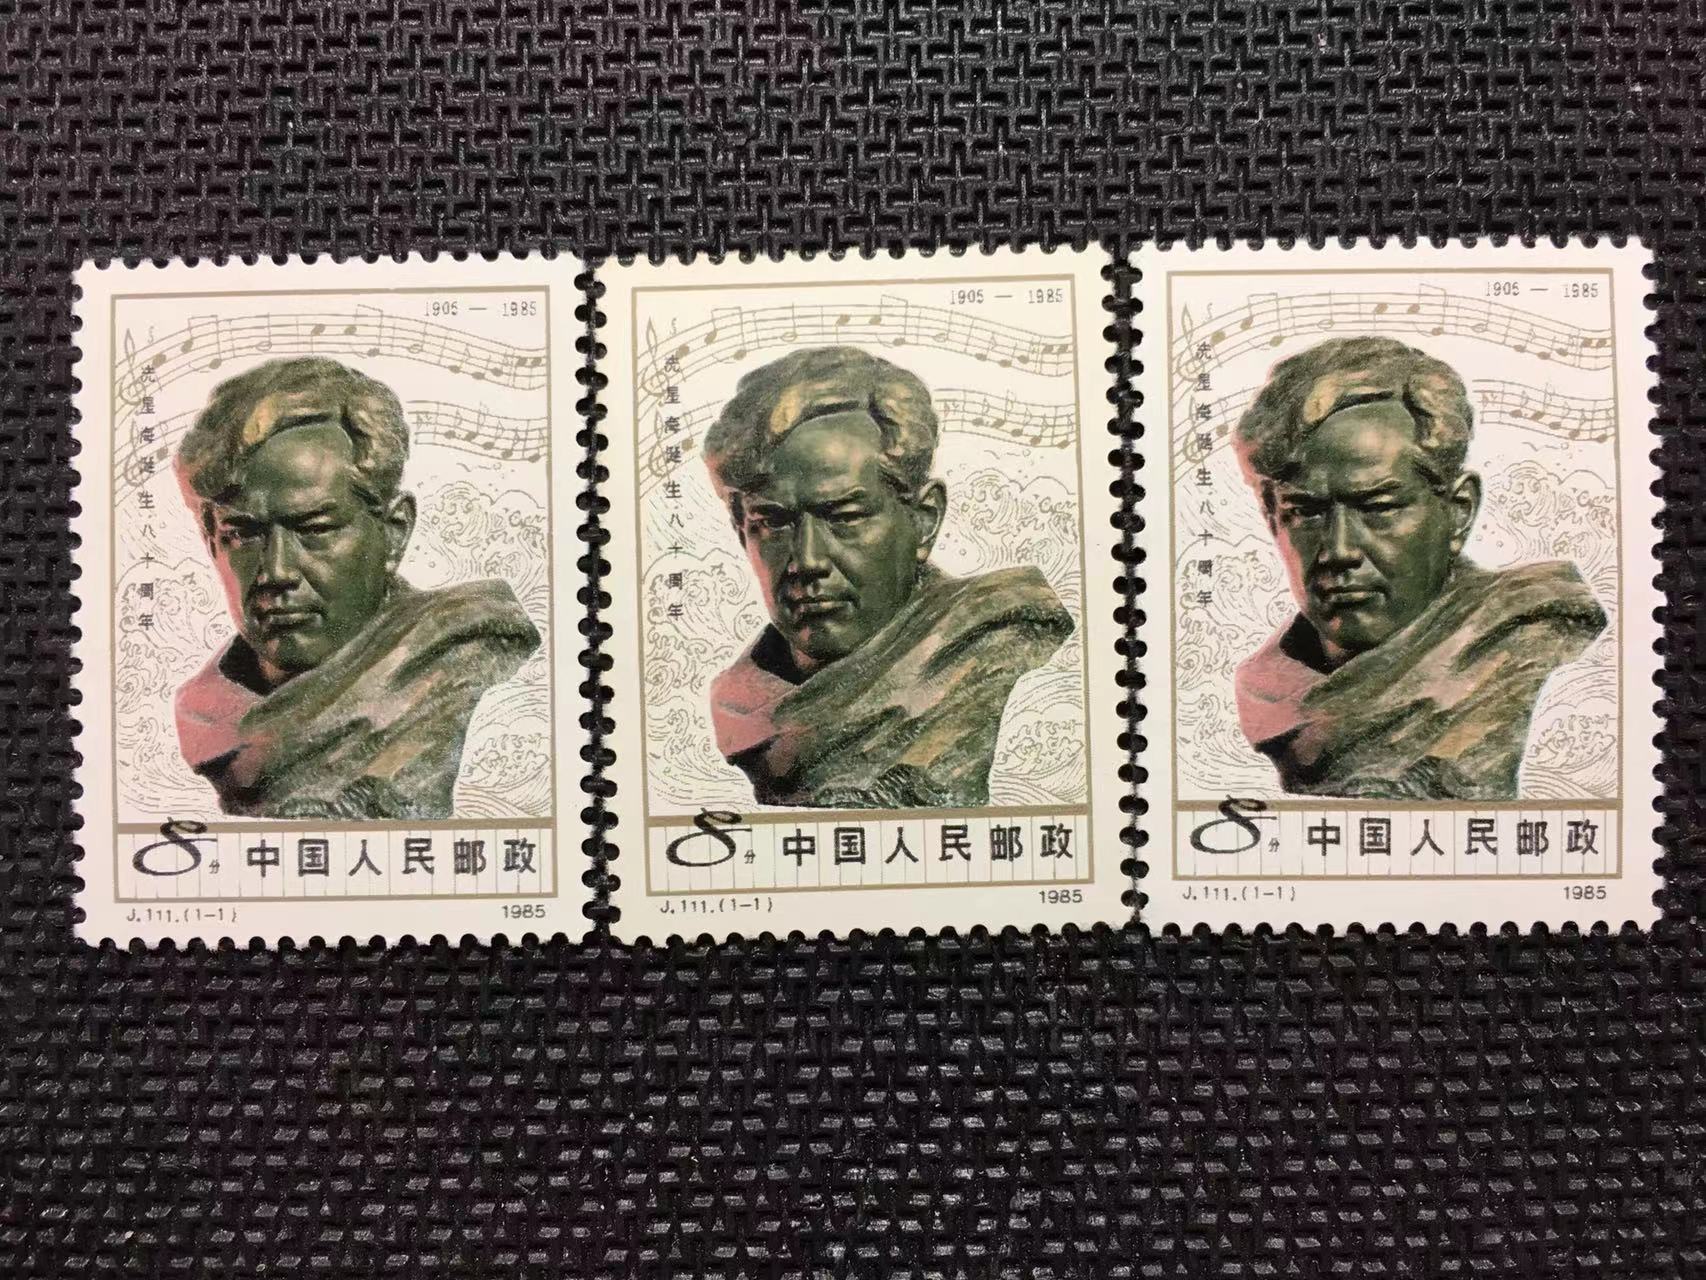 1905 — 1985
冼星海诞生八十周年
8分 中国人民邮政
J.111.(1-1)
1985
1905 — 1985
冼星海诞生八十周年
8分 中国人民邮政
J.111.(1-1)
1985
1905 — 1985
冼星海诞生八十周年
8分 中国人民邮政
J.111.(1-1)
1985